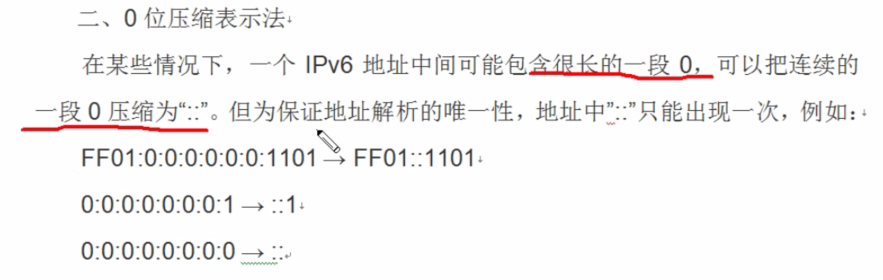 二、0 位压缩表示法
在某些情况下，一个 IPv6 地址中间可能包含很长的一段 0，可以把连续的
一段 0 压缩为“::”。但为保证地址解析的唯一性，地址中”::”只能出现一次，例如：
FF01:0:0:0:0:0:0:1101 → FF01::1101
0:0:0:0:0:0:0:1 → ::1
0:0:0:0:0:0:0:0 → ::